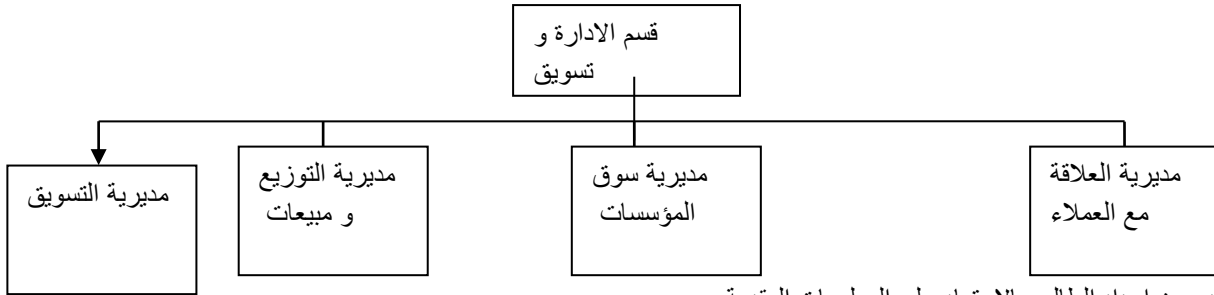 قسم الادارة و
تسويق
مديرية العلاقة
مع العملاء
مديرية سوق
المؤسسات
مديرية التوزيع
و مبيعات
مديرية التسويق